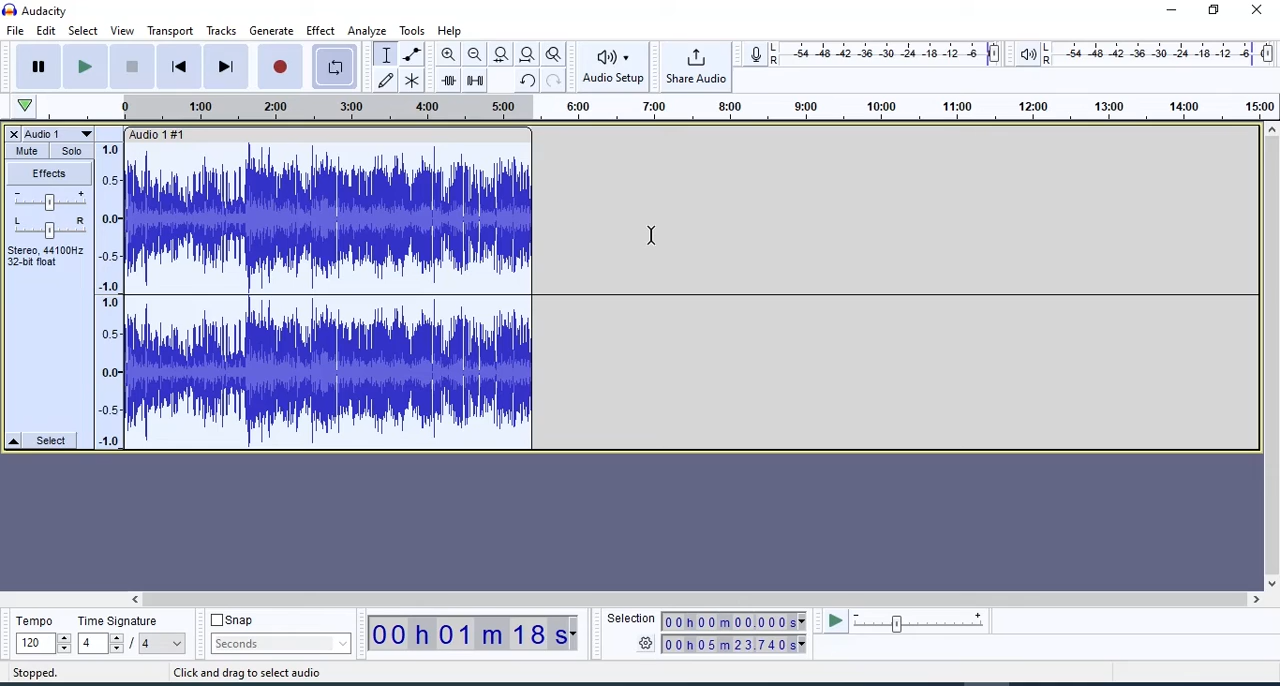 Audacity
File Edit Select View Transport Tracks Generate Effect Analyze Tools Help
Audio Setup
Share Audio
L
R
-54 -48 -42 -36 -30 -24 -18 -12 -6
L
R
-54 -48 -42 -36 -30 -24 -18 -12 -6
0 1:00 2:00 3:00 4:00 5:00 6:00 7:00 8:00 9:00 10:00 11:00 12:00 13:00 14:00 15:00
Audio 1
Audio 1 #1
Mute Solo
Effects
- +
L R
Stereo, 44100Hz
32-bit float
1.0
0.5
0.0
-0.5
-1.0
1.0
0.5
0.0
-0.5
-1.0
Select
Tempo
120
Time Signature
4 / 4
Snap
Seconds
00 h 01 m 18 s
Selection
00 h 00 m 00.000 s
00 h 05 m 23.740 s
- +
Stopped.
Click and drag to select audio